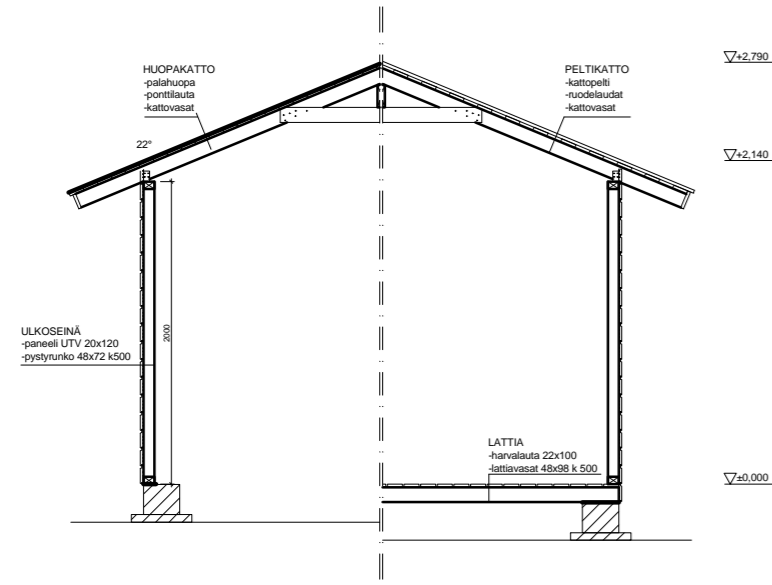 HUOPAKATTO
-palahuopa
-ponttilauta
-kattovasat
PELTIKATTO
-kattopelti
-ruodelaudat
-kattovasat
+2,790
22°
+2,140
2000
ULKOSEINÄ
-paneeli UTV 20x120
-pystyrunko 48x72 k500
LATTIA
-harvalauta 22x100
-lattiavasat 48x98 k 500
±0,000